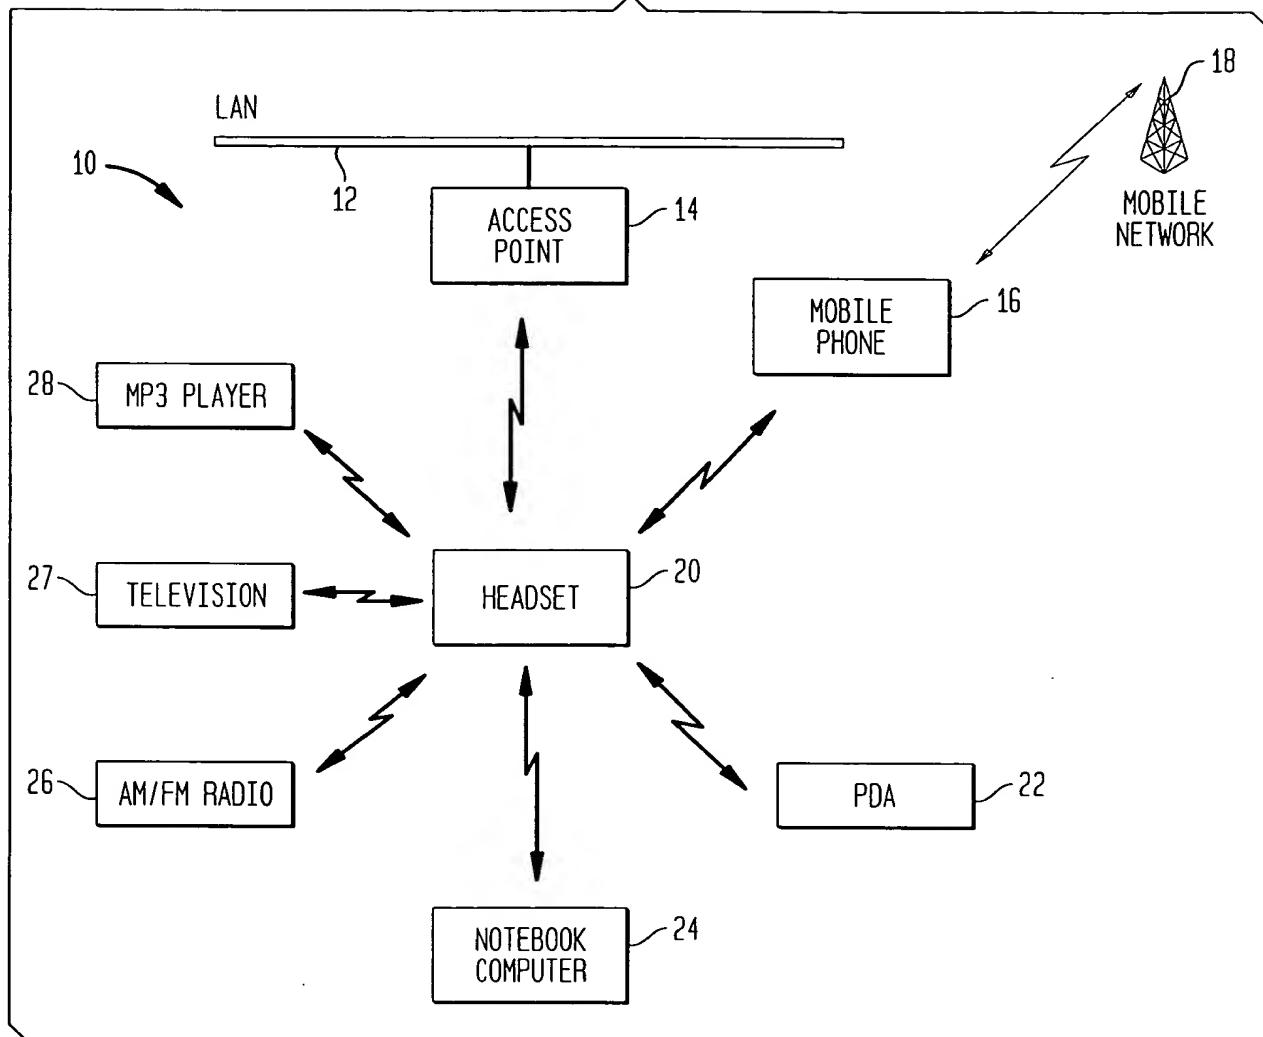 LAN
18
10
12
ACCESS
POINT
14
MOBILE
NETWORK
MOBILE
PHONE
16
28
MP3 PLAYER
27
TELEVISION
HEADSET
20
26
AM/FM RADIO
PDA
22
NOTEBOOK
COMPUTER
24